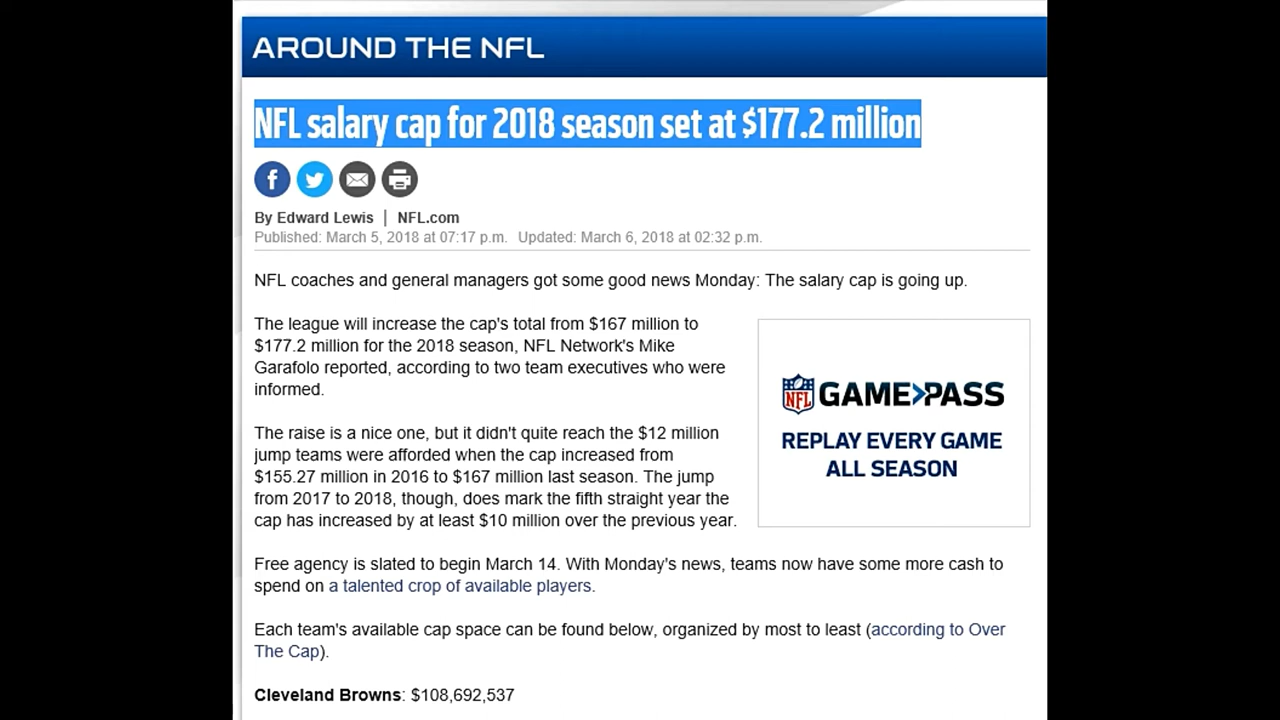 AROUND THE NFL
NFL salary cap for 2018 season set at $177.2 million
By Edward Lewis | NFL.com
Published: March 5, 2018 at 07:17 p.m. Updated: March 6, 2018 at 02:32 p.m.
NFL coaches and general managers got some good news Monday: The salary cap is going up.
The league will increase the cap's total from $167 million to
$177.2 million for the 2018 season, NFL Network's Mike
Garafolo reported, according to two team executives who were
informed.
The raise is a nice one, but it didn't quite reach the $12 million
jump teams were afforded when the cap increased from
$155.27 million in 2016 to $167 million last season. The jump
from 2017 to 2018, though, does mark the fifth straight year the
cap has increased by at least $10 million over the previous year.
NFL GAME PASS
REPLAY EVERY GAME
ALL SEASON
Free agency is slated to begin March 14. With Monday's news, teams now have some more cash to
spend on a talented crop of available players.
Each team's available cap space can be found below, organized by most to least (according to Over
The Cap).
Cleveland Browns: $108,692,537